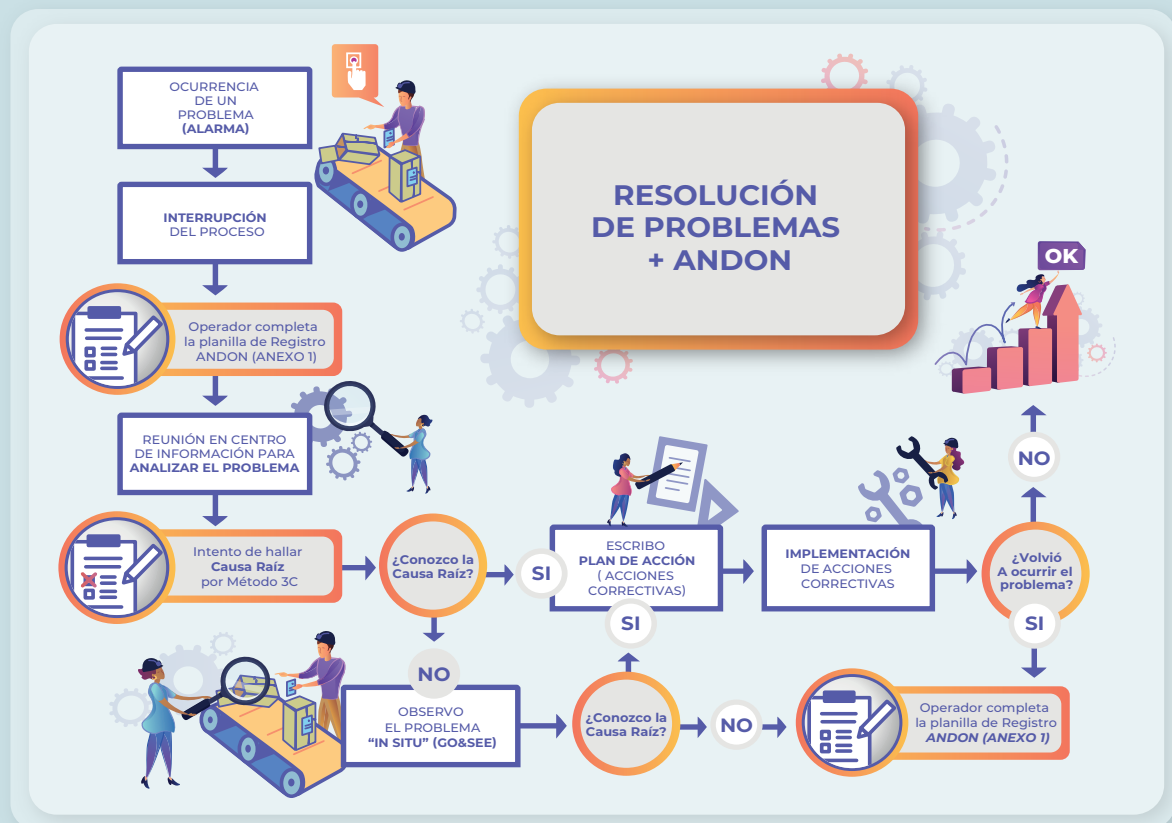 OCURRENCIA
DE UN
PROBLEMA
(ALARMA)
INTERRUPCIÓN
DEL PROCESO
Operador completa
la planilla de Registro
ANDON (ANEXO 1)
REUNIÓN EN CENTRO
DE INFORMACIÓN PARA
ANALIZAR EL PROBLEMA
Intento de hallar
Causa Raíz
por Método 3C
¿Conozco la
Causa Raíz?
SI
NO
OBSERVO
EL PROBLEMA
“IN SITU” (GO&SEE)
¿Conozco la
Causa Raíz?
SI
NO
RESOLUCIÓN
DE PROBLEMAS
+ ANDON
ESCRIBO
PLAN DE ACCIÓN
( ACCIONES
CORRECTIVAS)
IMPLEMENTACIÓN
DE ACCIONES
CORRECTIVAS
¿Volvió
A ocurrir el
problema?
NO
OK
SI
Operador completa
la planilla de Registro
ANDON (ANEXO 1)